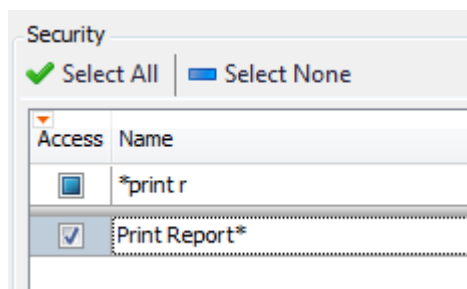 Security
Select All Select None
Access Name
*print r
Print Report*